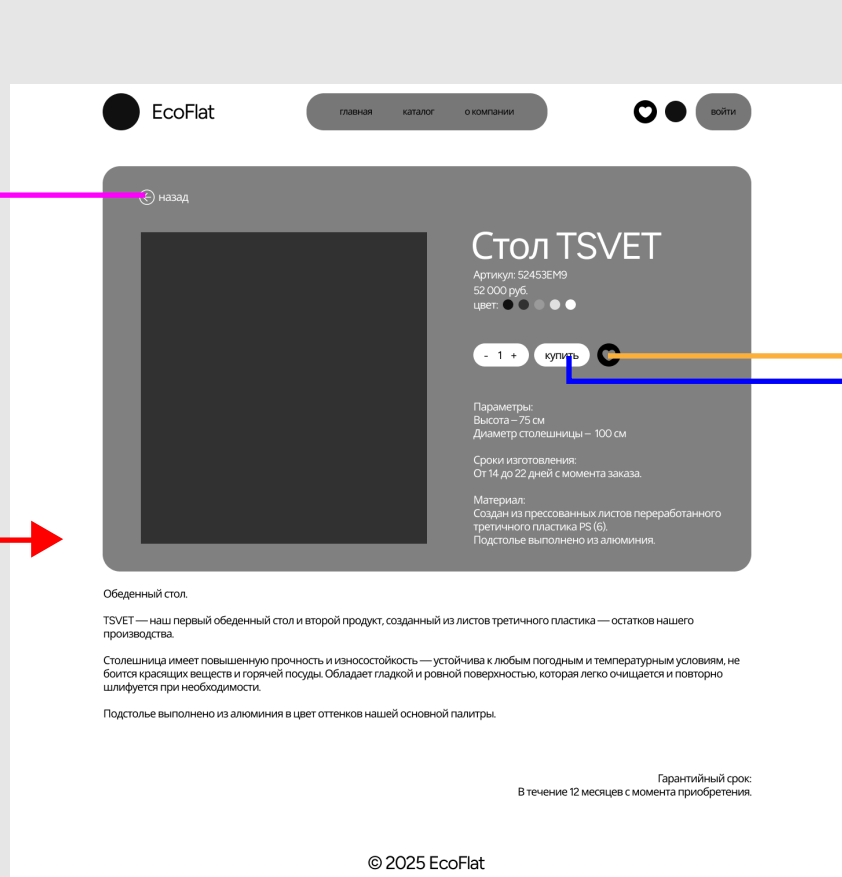 EcoFlat
главная каталог о компании
войти
назад
Стол TSVET
Артикул: 52453EM9
52 000 руб.
цвет:
- 1 +
купить
Параметры:
Высота – 75 см
Диаметр столешницы – 100 см
Сроки изготовления:
От 14 до 22 дней с момента заказа.
Материал:
Создан из прессованных листов переработанного
третичного пластика PS (6).
Подстолье выполнено из алюминия.
Обеденный стол.
TSVET — наш первый обеденный стол и второй продукт, созданный из листов третичного пластика — остатков нашего
производства.
Столешница имеет повышенную прочность и износостойкость — устойчива к любым погодным и температурным условиям, не
боится красящих веществ и горячей посуды. Обладает гладкой и ровной поверхностью, которая легко очищается и повторно
шлифуется при необходимости.
Подстолье выполнено из алюминия в цвет оттенков нашей основной палитры.
Гарантийный срок:
В течение 12 месяцев с момента приобретения.
© 2025 EcoFlat